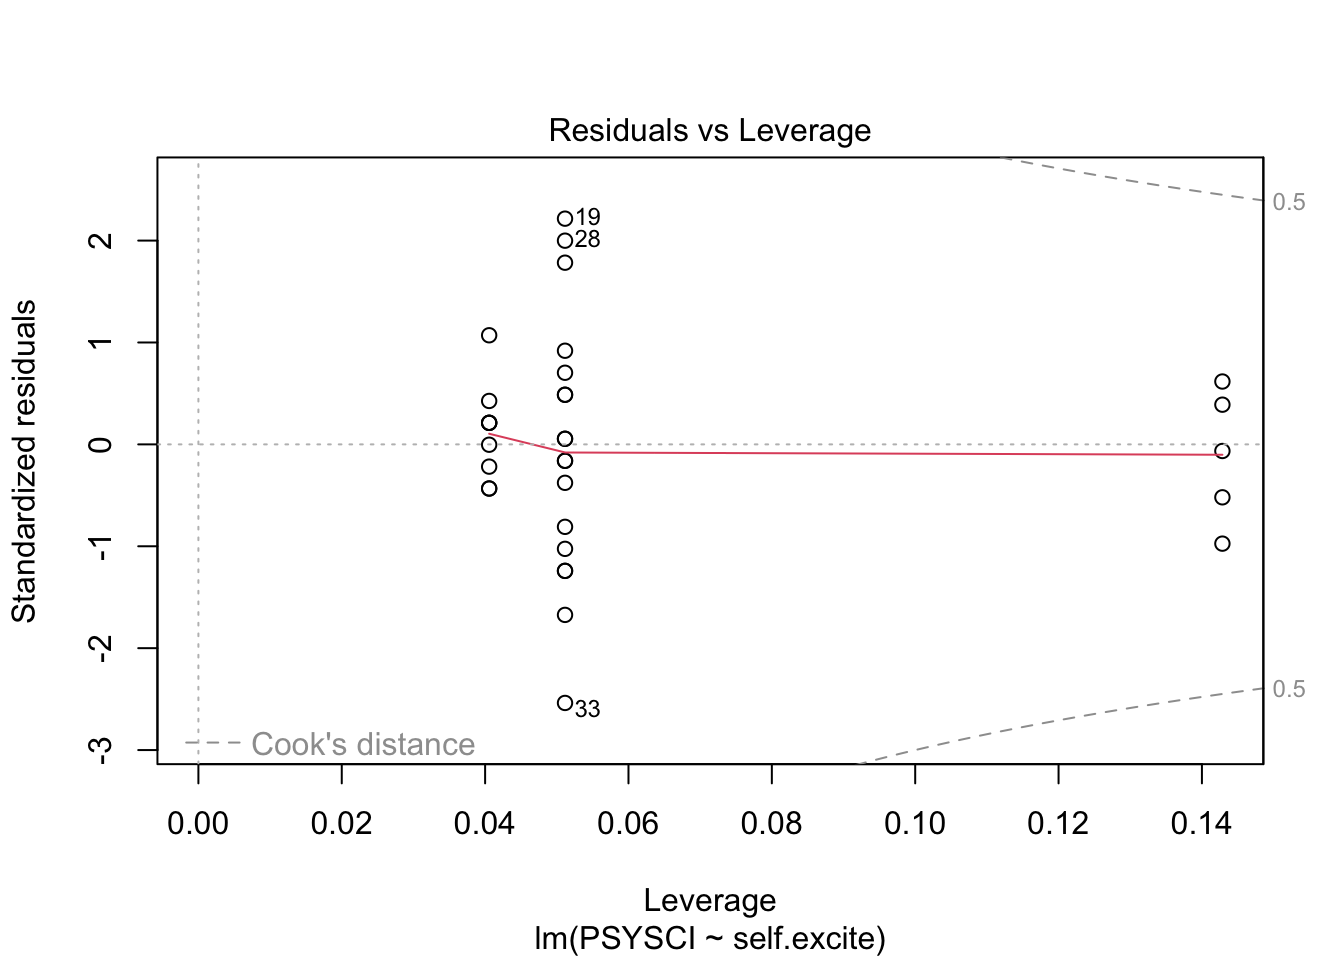 Residuals vs Leverage
Standardized residuals
2
1
0
-1
-2
-3
19
28
33
0.5
0.5
Cook's distance
0.00 0.02 0.04 0.06 0.08 0.10 0.12 0.14
Leverage
lm(PSYSCI ~ self.excite)